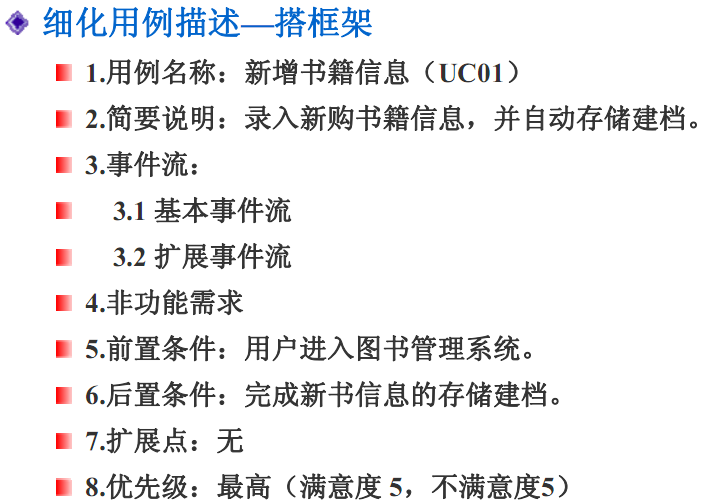 细化用例描述—搭框架
1.用例名称：新增书籍信息（UC01）
2.简要说明：录入新购书籍信息，并自动存储建档。
3.事件流：
3.1 基本事件流
3.2 扩展事件流
4.非功能需求
5.前置条件：用户进入图书管理系统。
6.后置条件：完成新书信息的存储建档。
7.扩展点：无
8.优先级：最高（满意度 5，不满意度5）